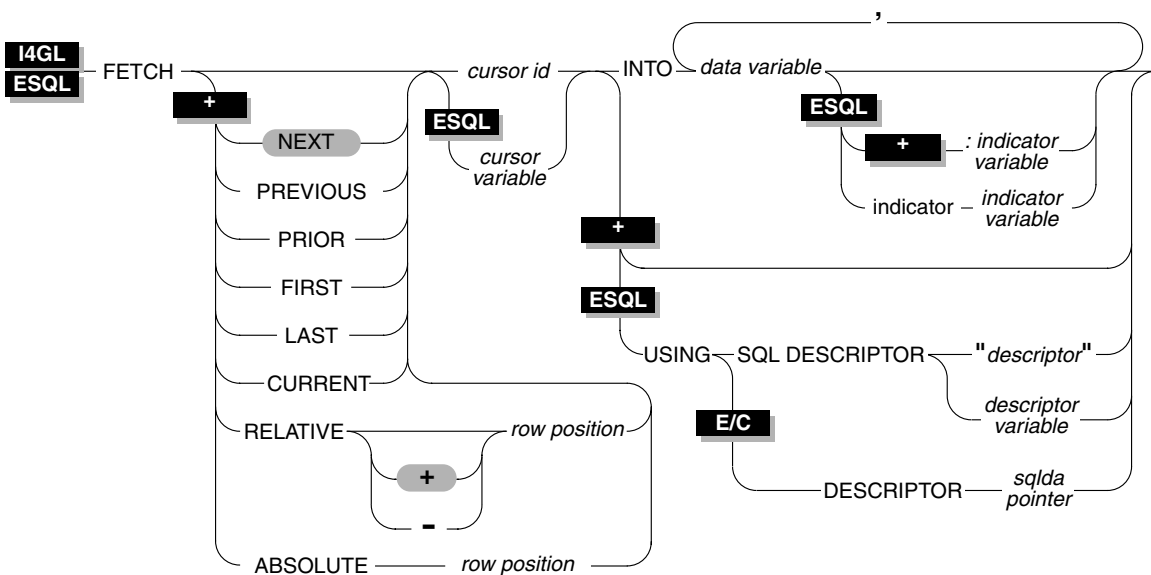 ,
I4GL
ESQL
FETCH
cursor id
INTO
data variable
+
NEXT
PREVIOUS
PRIOR
FIRST
LAST
CURRENT
RELATIVE
+
-
row position
ABSOLUTE
row position
ESQL
cursor
variable
ESQL
+
: indicator
variable
indicator
indicator
variable
+
ESQL
USING
SQL DESCRIPTOR
"descriptor"
descriptor
variable
E/C
DESCRIPTOR
sqlda
pointer